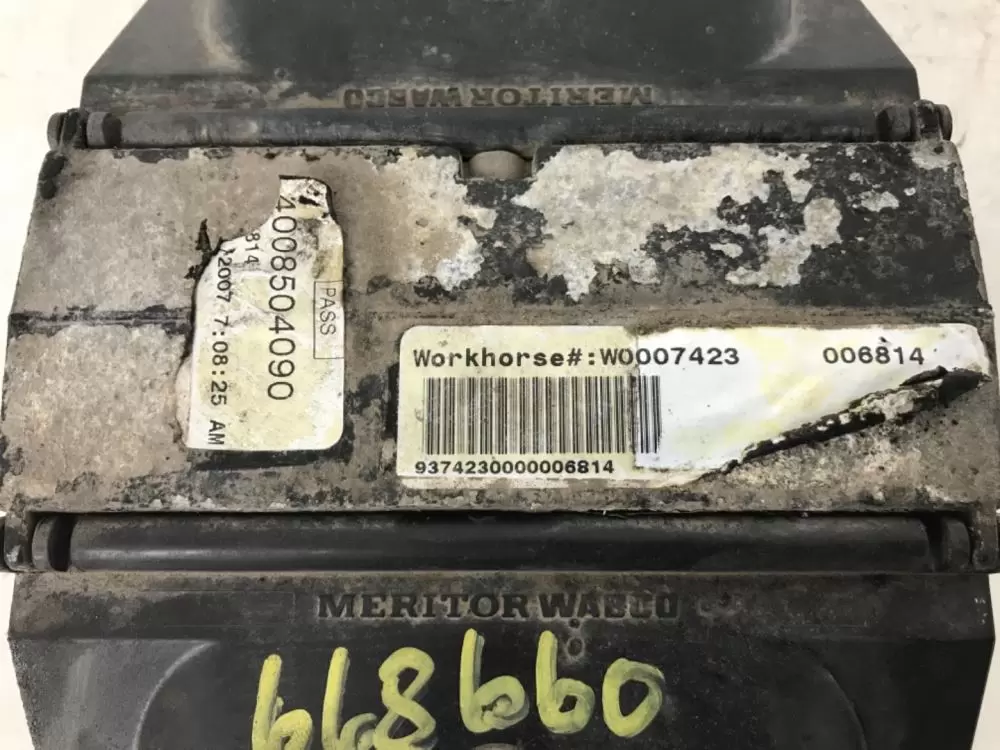 MERITOR WABCO
4008504090
814
2007 7:08:25 AM
PASS
Workhorse#:W0007423 006814
9374230000006814
MERITOR WABCO
668660